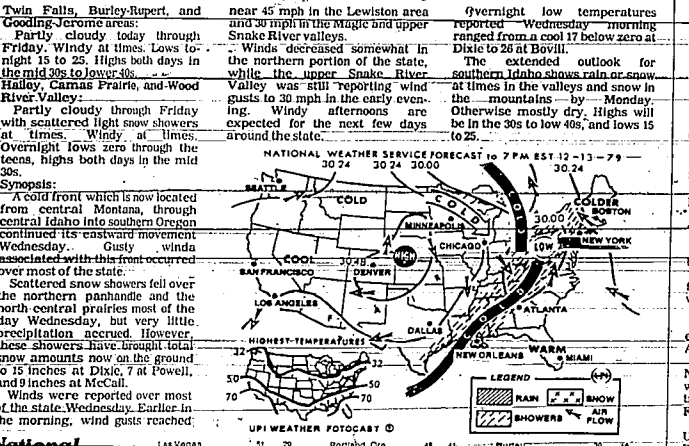 Twin Falls, Burley-Rupert, and
Gooding-Jerome areas:
Partly cloudy today through
Friday. Windy at times. Lows to-
night 15 to 25. Highs both days in
the mid 30s to lower 40s.
Hailey, Camas Prairie, and Wood
River Valley:
Partly cloudy through Friday
with scattered light snow showers
at times. Windy at times.
Overnight lows zero through the
teens, highs both days in the mid
30s.
Synopsis:
A cold front which is now located
from central Montana, through
central Idaho into southern Oregon
continued its eastward movement
Wednesday. Gusty winda
associated with this front occurred
over most of the state.
Scattered snow showers fell over
the northern panhandle and the
north-central prairies most of the
day Wednesday, but very little
precipitation accrued. However,
these showers have brought total
snow amounts now on the ground
to 15 inches at Dixie, 7 at Powell,
and 9 inches at McCall.
Winds were reported over most
of the state Wednesday. Earlier in
the morning, wind gusts reached
National
near 45 mph in the Lewiston area
and 30 mph in the Magic and upper
Snake River valleys.
Winds decreased somewhat in
the northern portion of the state,
while the upper Snake River
Valley was still reporting wind
gusts to 30 mph in the early even-
ing. Windy afternoons are
expected for the next few days
around the state.
Overnight low temperatures
reported Wednesday morning
ranged from a cool 17 below zero at
Dixie to 26 at Bovill.
The extended outlook for
southern Idaho shows rain or snow
at times in the valleys and snow in
the mountains by Monday.
Otherwise mostly dry. Highs will
be in the 30s to low 40s, and lows 15
to 25.
NATIONAL WEATHER SERVICE FORECAST to 7 PM EST 12-13-79
30.24 30.24 30.00 30.24
SEATTLE
COLD
COLD
COLD
COLDER
BOSTON
MINNEAPOLIS
30.00
NEW YORK
CHICAGO
LOW
HIGH
COOL
30.48
DENVER
SAN FRANCISCO
LOS ANGELES
ATLANTA
DALLAS
HIGHEST TEMPERATURES
32
32
50
50
70
70
NEW ORLEANS
WARM
MIAMI
LEGEND
RAIN
SNOW
SHOWERS
AIR
FLOW
UPI WEATHER FOTOCAST ©
Las Vegas